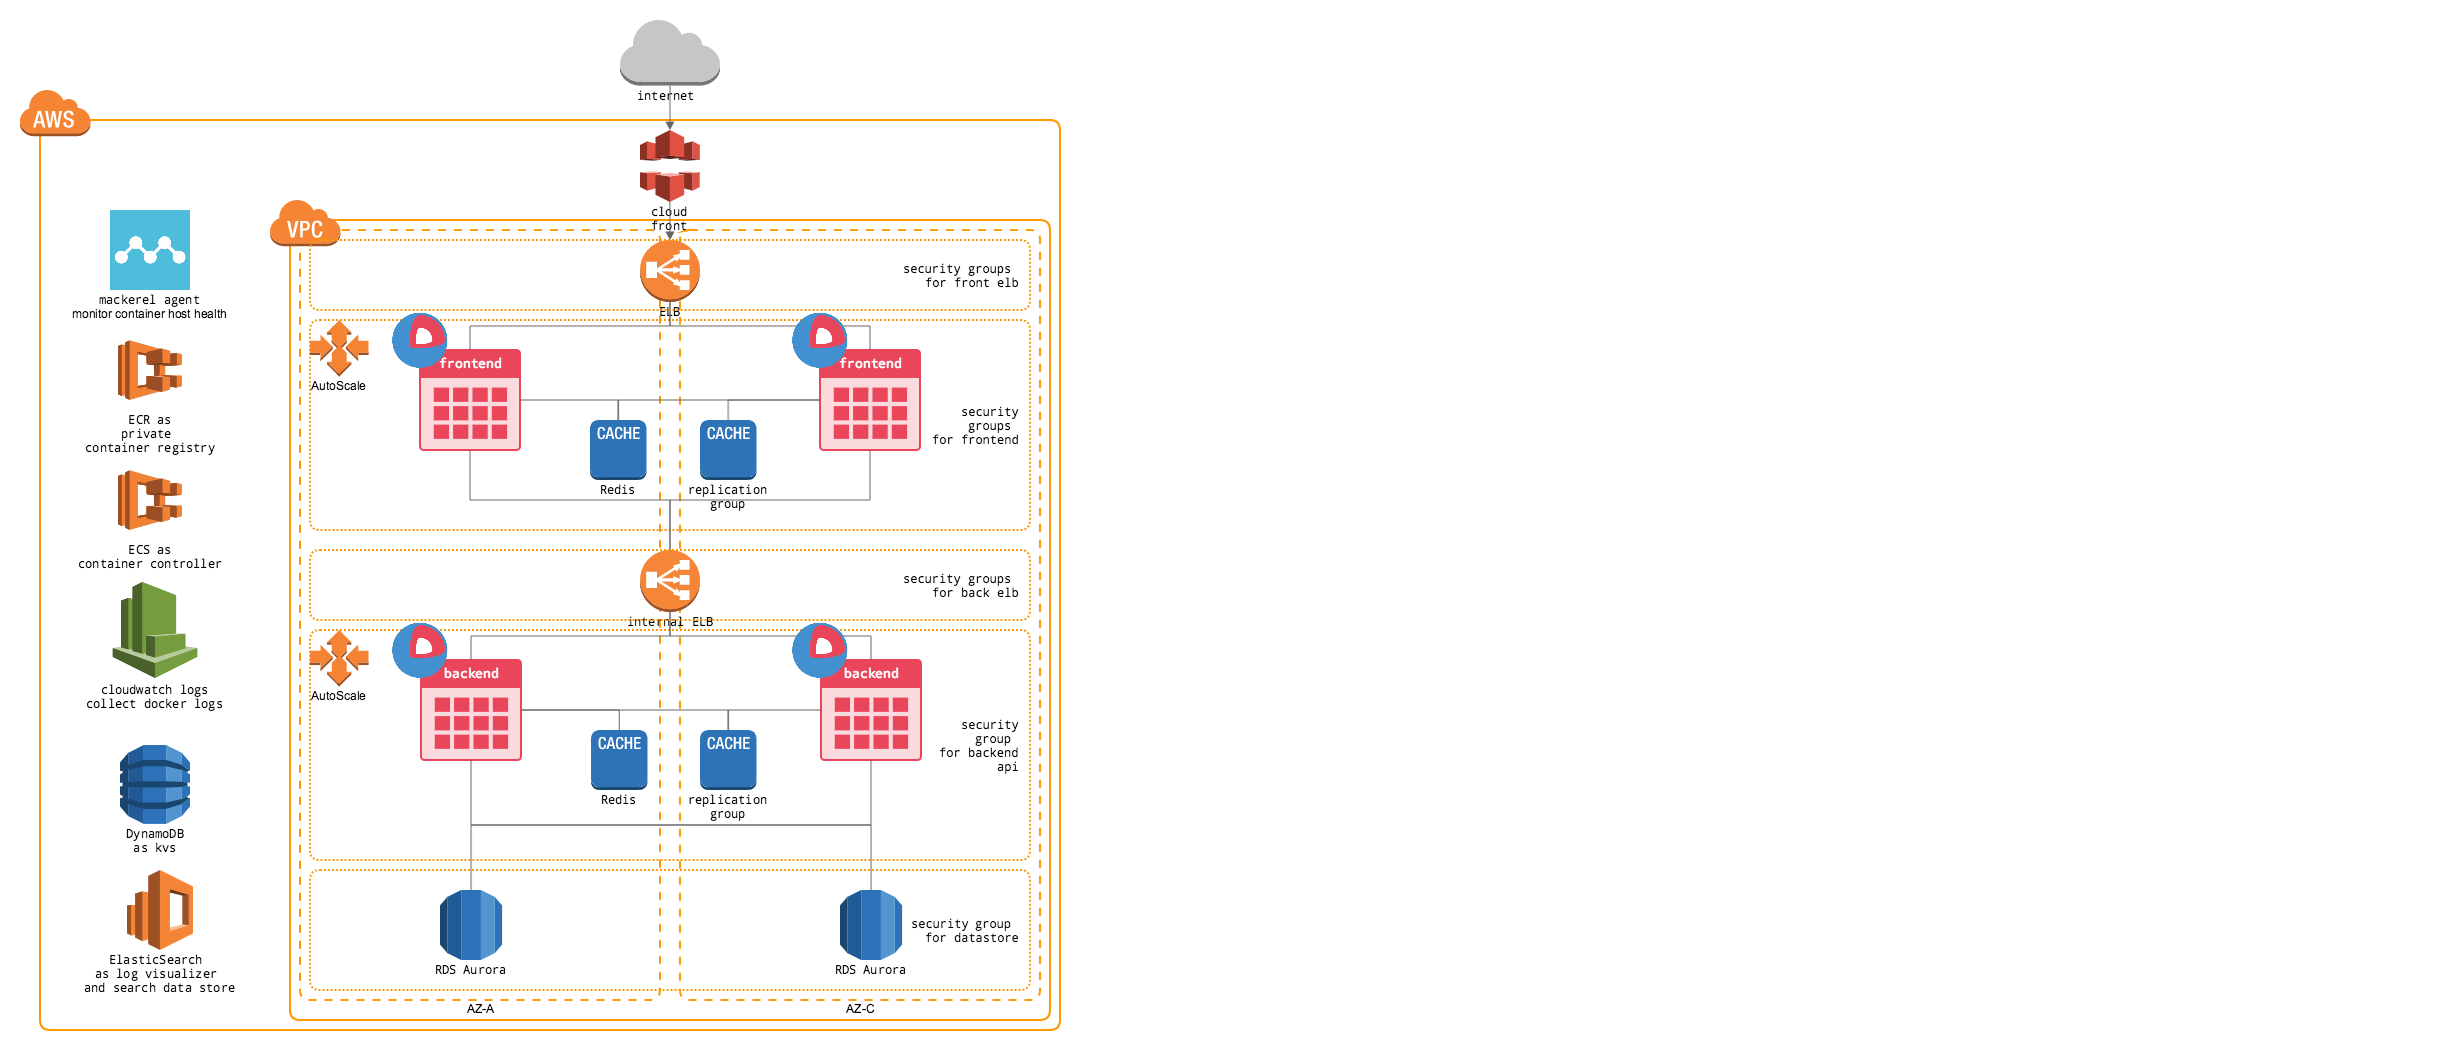 internet
AWS
cloud
front
VPC
security groups
for front elb
mackerel agent
monitor container host health
ELB
AutoScale
frontend
frontend
ECR as
private
container registry
CACHE
CACHE
security
groups
for frontend
Redis
replication
group
ECS as
container controller
security groups
for back elb
internal ELB
AutoScale
backend
backend
cloudwatch logs
collect docker logs
CACHE
CACHE
security
group
for backend
api
Redis
replication
group
DynamoDB
as kvs
security group
for datastore
ElasticSearch
as log visualizer
and search data store
RDS Aurora
RDS Aurora
AZ-A
AZ-C